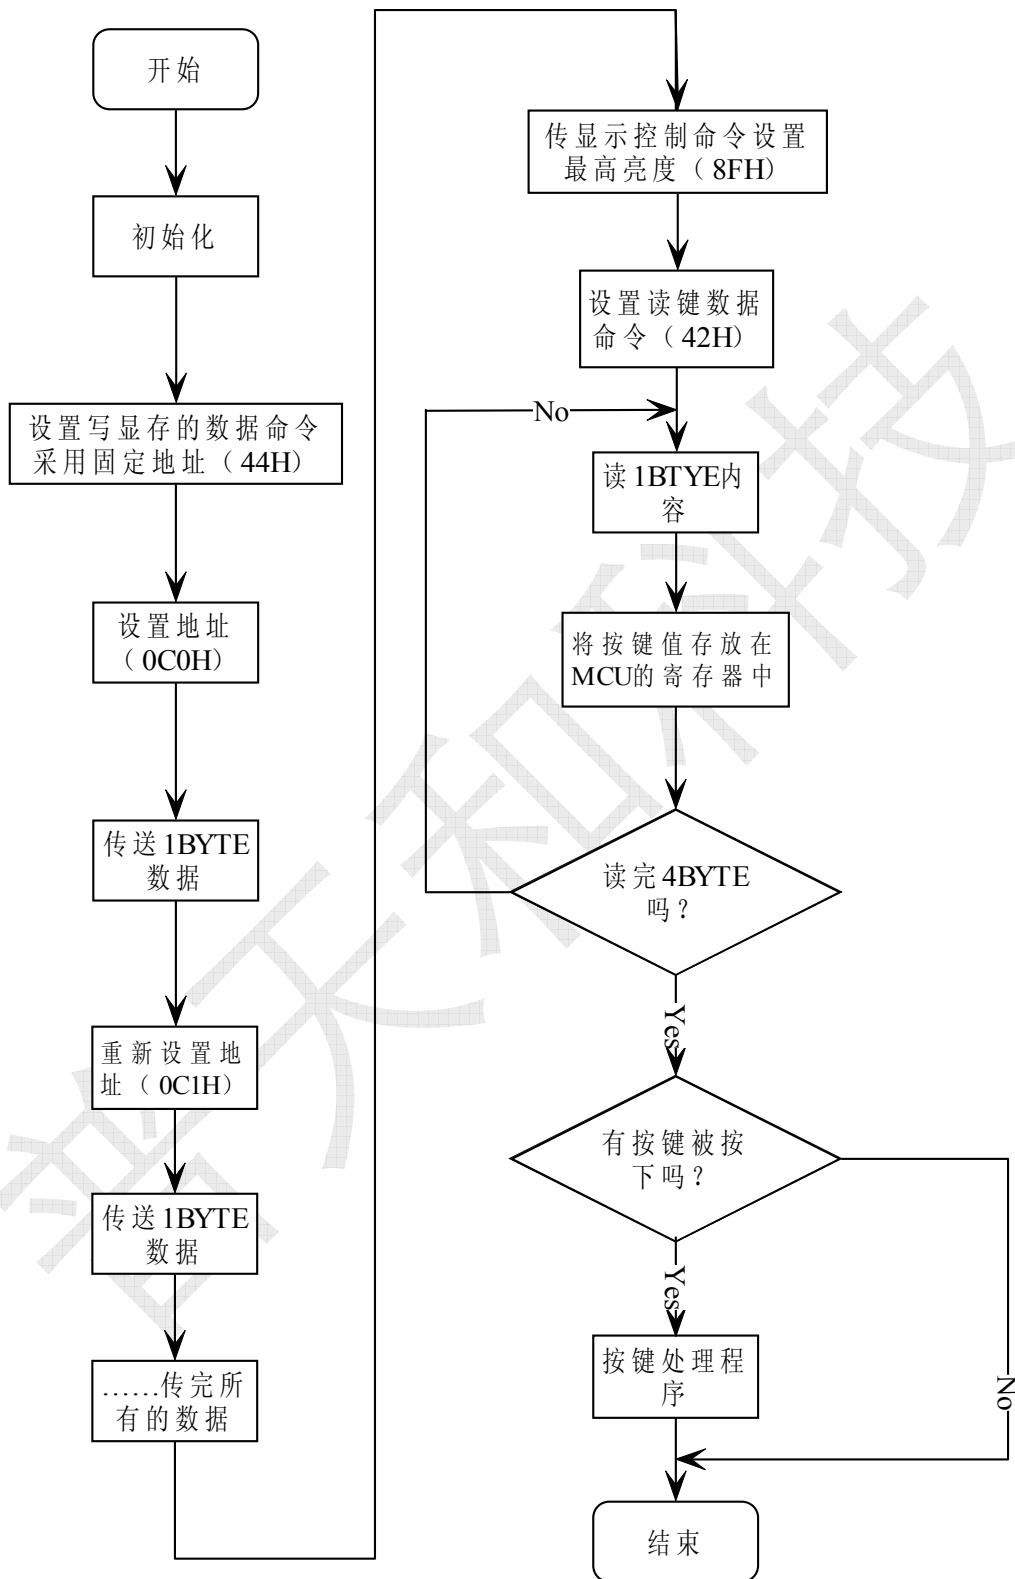 开始
初始化
设置写显存的数据命令
采用固定地址（44H）
设置地址
（0C0H）
传送1BYTE
数据
重新设置地
址（0C1H）
传送1BYTE
数据
……传完所
有的数据
传显示控制命令设置
最高亮度（8FH）
设置读键数据
命令（42H）
No
读1BTYE内
容
将按键值存放在
MCU的寄存器中
读完4BYTE
吗？
Yes
有按键被按
下吗？
Yes
No
按键处理程
序
结束
普天和科技